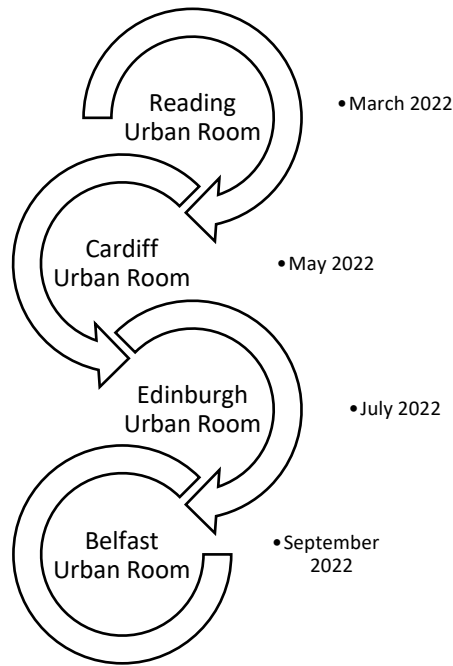 Reading
Urban Room
• March 2022
Cardiff
Urban Room
• May 2022
Edinburgh
Urban Room
• July 2022
Belfast
Urban Room
• September
2022